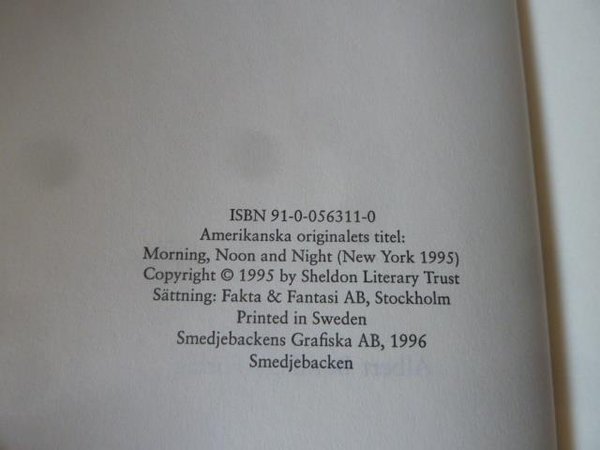 ISBN 91-0-056311-0
Amerikanska originalets titel:
Morning, Noon and Night (New York 1995)
Copyright © 1995 by Sheldon Literary Trust
Sättning: Fakta & Fantasi AB, Stockholm
Printed in Sweden
Smedjebackens Grafiska AB, 1996
Smedjebacken